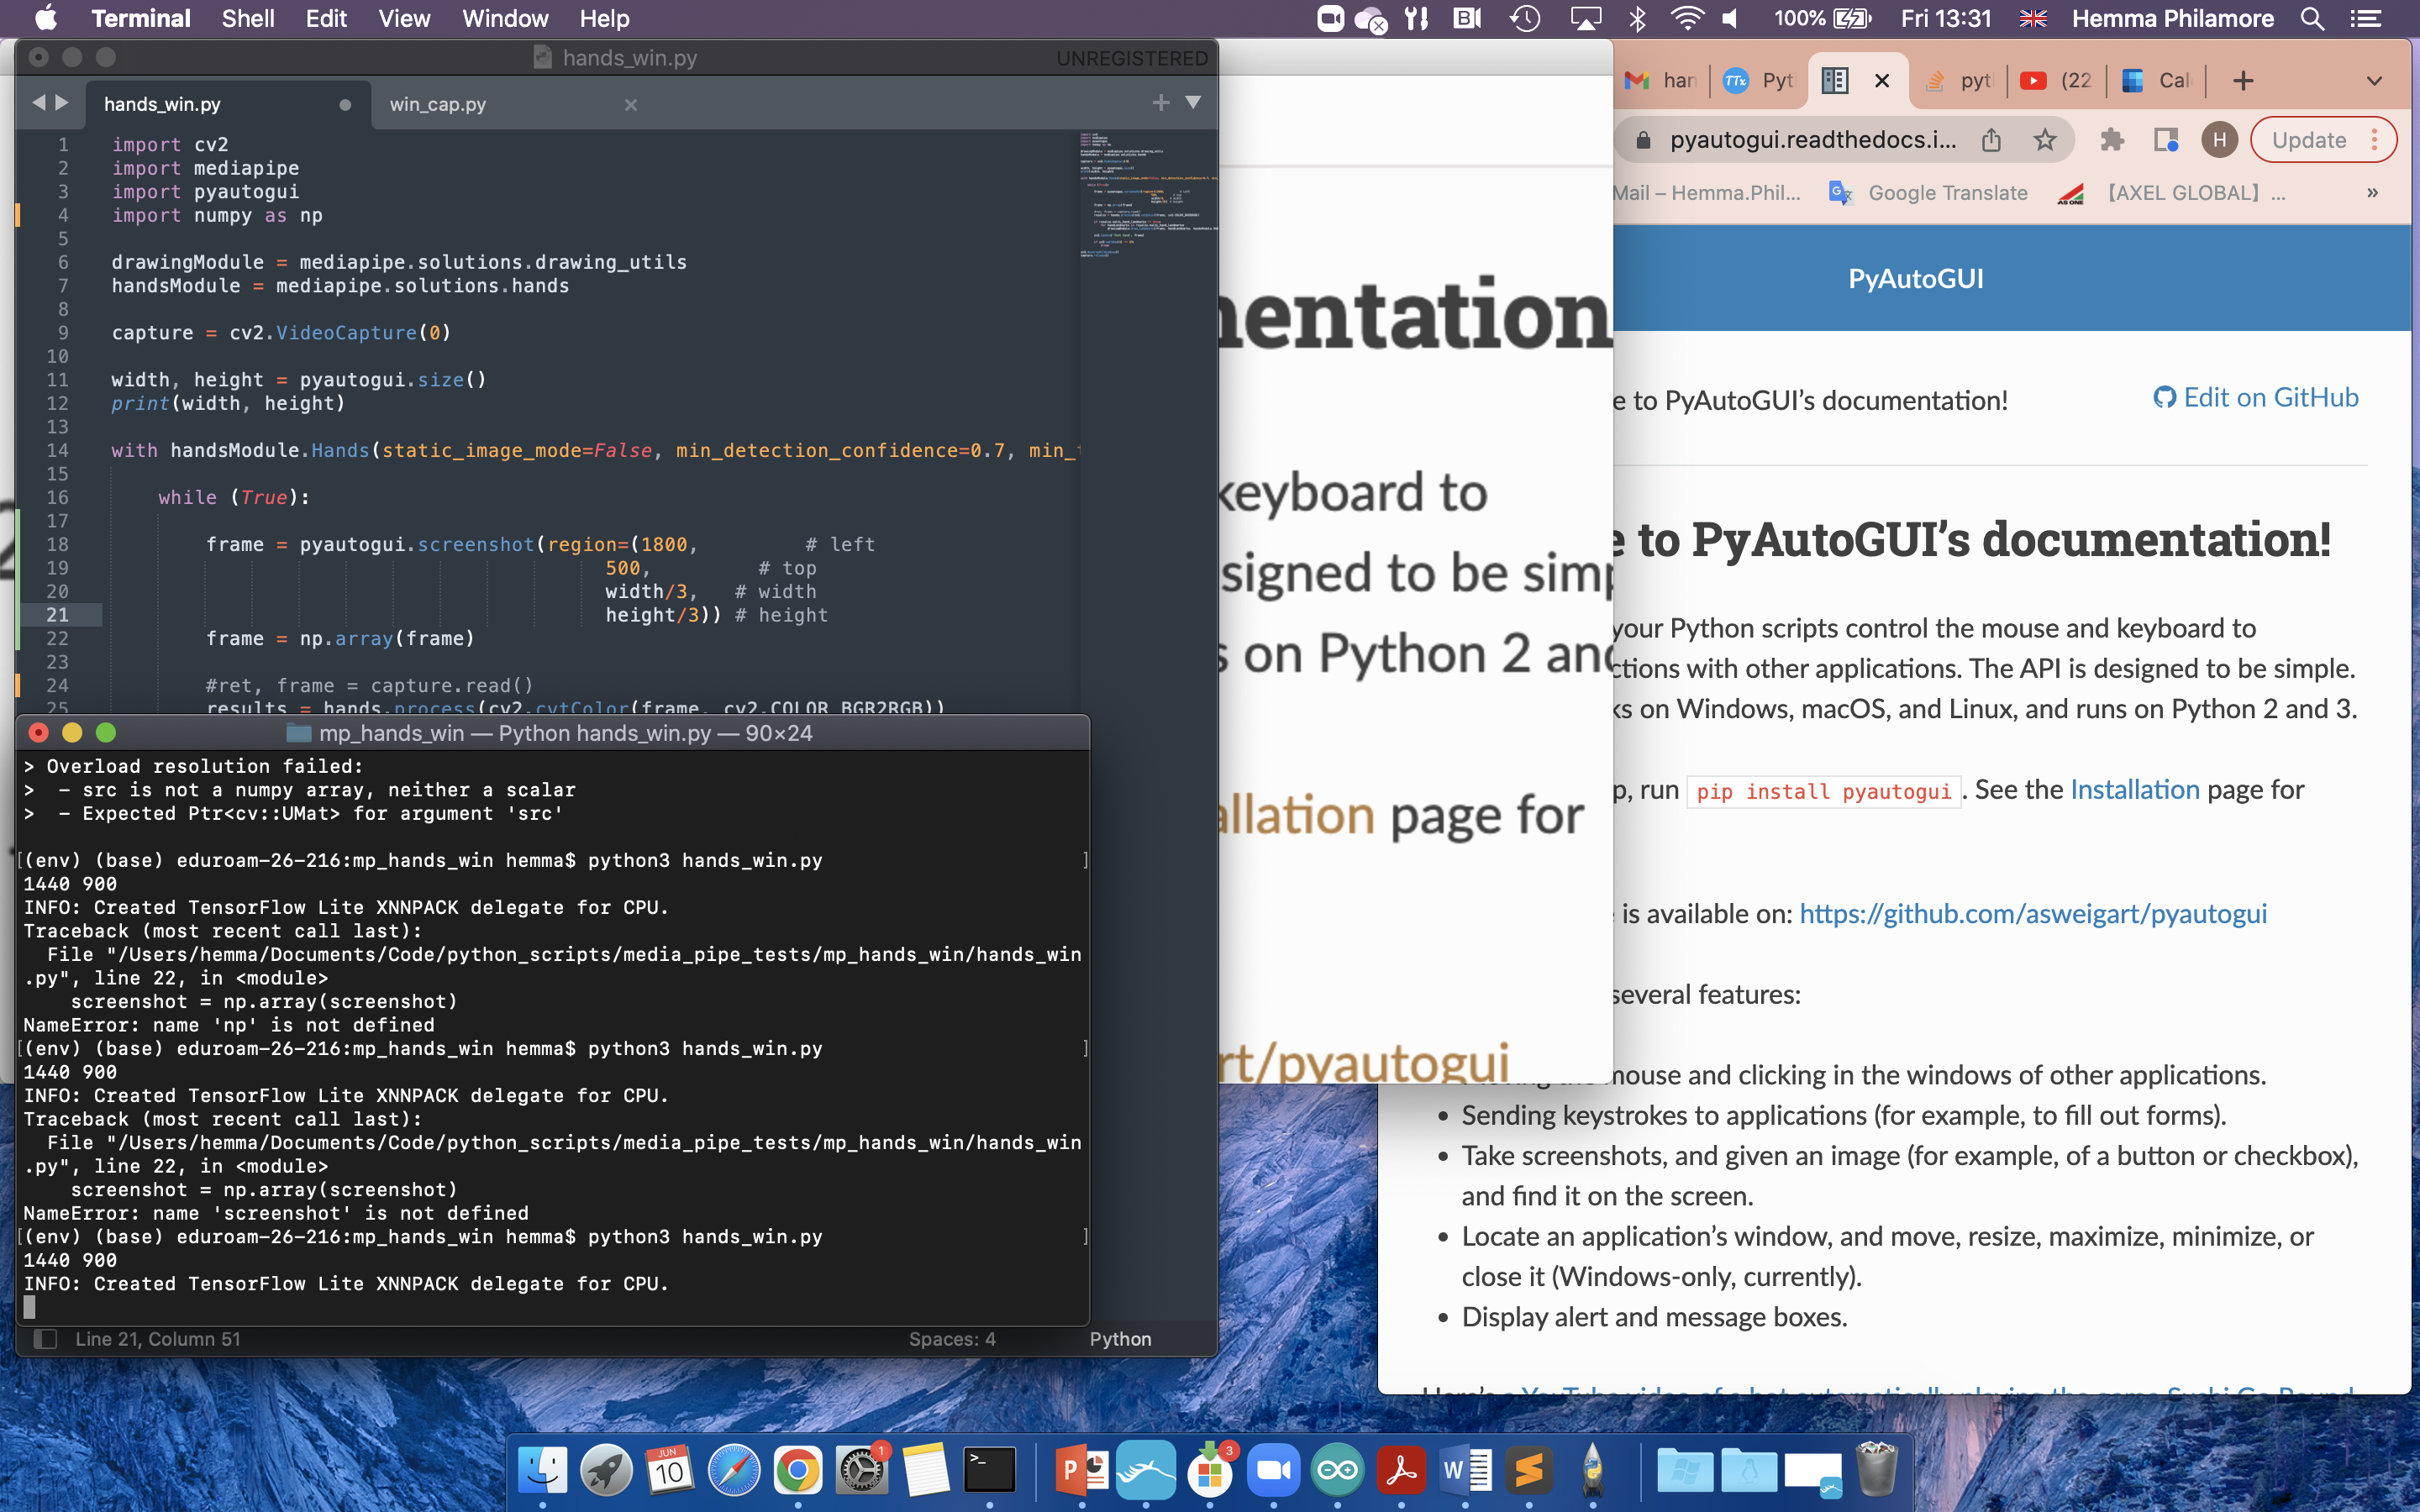 Terminal Shell Edit View Window Help 100% Fri 13:31 Hemma Philamore
hands_win.py UNREGISTERED
hands_win.py win_cap.py
1 import cv2
2 import mediapipe
3 import pyautogui
4 import numpy as np
5
6 drawingModule = mediapipe.solutions.drawing_utils
7 handsModule = mediapipe.solutions.hands
8
9 capture = cv2.VideoCapture(0)
10
11 width, height = pyautogui.size()
12 print(width, height)
13
14 with handsModule.Hands(static_image_mode=False, min_detection_confidence=0.7, min_
15
16 while (True):
17
18 frame = pyautogui.screenshot(region=(1800, # left
19 500, # top
20 width/3, # width
21 height/3)) # height
22 frame = np.array(frame)
23
24 #ret, frame = capture.read()
25 results = hands.process(cv2.cvtColor(frame, cv2.COLOR_BGR2RGB))
mp_hands_win — Python hands_win.py — 90×24
> Overload resolution failed:
> - src is not a numpy array, neither a scalar
> - Expected Ptr<cv::UMat> for argument 'src'
[(env) (base) eduroam-26-216:mp_hands_win hemma$ python3 hands_win.py ]
1440 900
INFO: Created TensorFlow Lite XNNPACK delegate for CPU.
Traceback (most recent call last):
File "/Users/hemma/Documents/Code/python_scripts/media_pipe_tests/mp_hands_win/hands_win
.py", line 22, in <module>
screenshot = np.array(screenshot)
NameError: name 'np' is not defined
[(env) (base) eduroam-26-216:mp_hands_win hemma$ python3 hands_win.py ]
1440 900
INFO: Created TensorFlow Lite XNNPACK delegate for CPU.
Traceback (most recent call last):
File "/Users/hemma/Documents/Code/python_scripts/media_pipe_tests/mp_hands_win/hands_win
.py", line 22, in <module>
screenshot = np.array(screenshot)
NameError: name 'screenshot' is not defined
[(env) (base) eduroam-26-216:mp_hands_win hemma$ python3 hands_win.py ]
1440 900
INFO: Created TensorFlow Lite XNNPACK delegate for CPU.
Line 21, Column 51 Spaces: 4 Python
mentation
keyboard to
signed to be simp
s on Python 2 and
allation page for
rt/pyautogui
han Pyt pyt (22 Cal
pyautogui.readthedocs.i... H Update
Mail – Hemma.Phil... Google Translate 【AXEL GLOBAL】... »
PyAutoGUI
e to PyAutoGUI’s documentation! Edit on GitHub
e to PyAutoGUI’s documentation!
your Python scripts control the mouse and keyboard to
ctions with other applications. The API is designed to be simple.
ks on Windows, macOS, and Linux, and runs on Python 2 and 3.
p, run pip install pyautogui. See the Installation page for
is available on: https://github.com/asweigart/pyautogui
several features:
mouse and clicking in the windows of other applications.
• Sending keystrokes to applications (for example, to fill out forms).
• Take screenshots, and given an image (for example, of a button or checkbox),
and find it on the screen.
• Locate an application’s window, and move, resize, maximize, minimize, or
close it (Windows-only, currently).
• Display alert and message boxes.
Here’s a YouTube video of a bot automatically playing the game Sushi Go Round
JUN
10
1
3